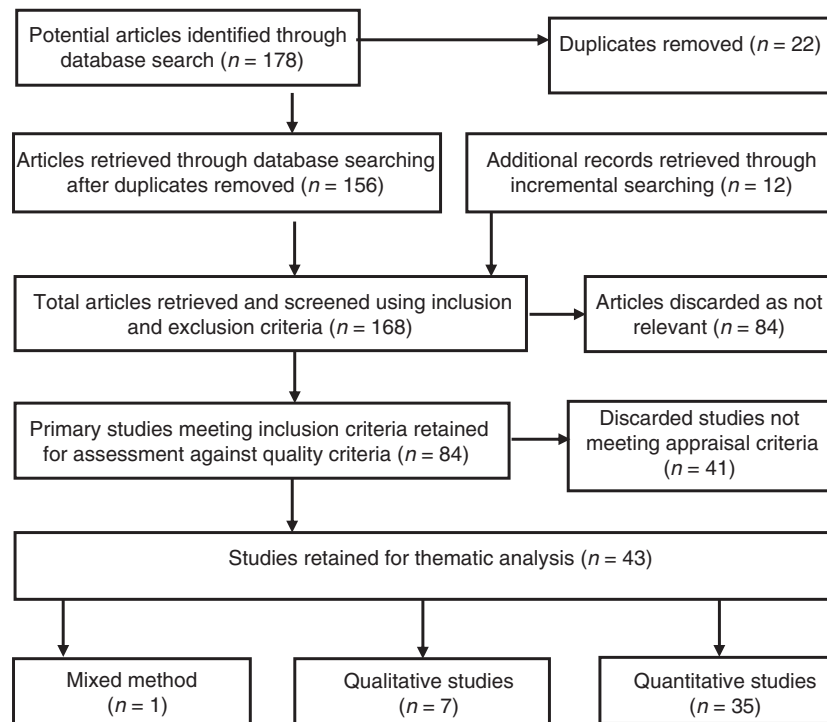 Potential articles identified through
database search (n = 178)
Duplicates removed (n = 22)
Articles retrieved through database searching
after duplicates removed (n = 156)
Additional records retrieved through
incremental searching (n = 12)
Total articles retrieved and screened using inclusion
and exclusion criteria (n = 168)
Articles discarded as not
relevant (n = 84)
Primary studies meeting inclusion criteria retained
for assessment against quality criteria (n = 84)
Discarded studies not
meeting appraisal criteria
(n = 41)
Studies retained for thematic analysis (n = 43)
Mixed method
(n = 1)
Qualitative studies
(n = 7)
Quantitative studies
(n = 35)